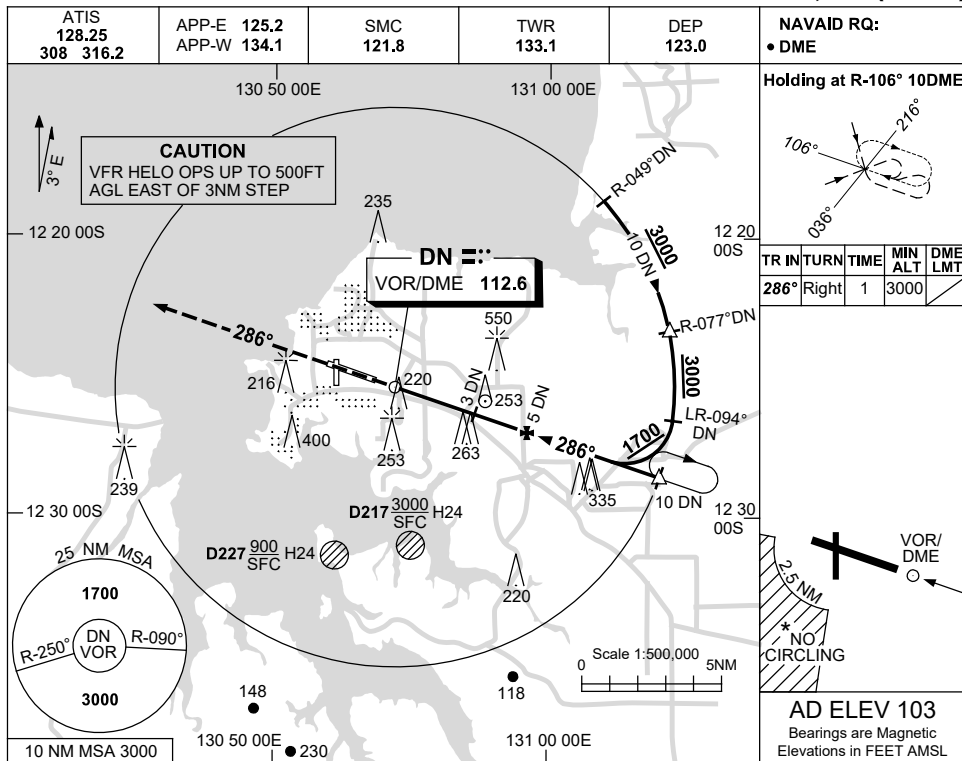 ATIS
128.25
308 316.2
APP-E 125.2
APP-W 134.1
SMC
121.8
TWR
133.1
DEP
123.0
NAVAID RQ:
• DME
130 50 00E
131 00 00E
3° E
CAUTION
VFR HELO OPS UP TO 500FT
AGL EAST OF 3NM STEP
12 20 00S
12 20
00S
235
DN
VOR/DME 112.6
R-049°DN
10 DN
3000
R-077°DN
3000
LR-094°
DN
1700
550
286°
216
220
3 DN
253
5 DN
400
253
263
286°
335
10 DN
239
12 30 00S
12 30
00S
D217 3000 H24
SFC
D227 900 H24
SFC
220
25 NM MSA
1700
R-250°
DN
VOR
R-090°
3000
10 NM MSA 3000
148
118
230
Scale 1:500,000
0
5NM
130 50 00E
131 00 00E
Holding at R-106° 10DME
216°
106°
036°
TR IN TURN TIME MIN ALT DME LMT
286° Right 1 3000
VOR/
DME
2.5 NM
* NO
CIRCLING
AD ELEV 103
Bearings are Magnetic
Elevations in FEET AMSL